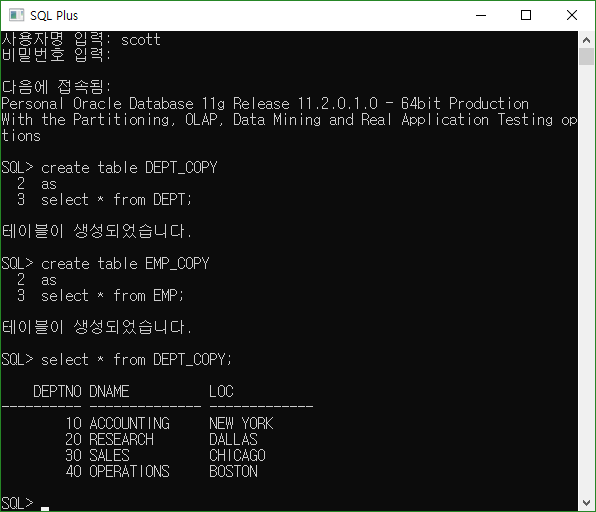 SQL Plus
사용자명 입력: scott
비밀번호 입력:
다음에 접속됨:
Personal Oracle Database 11g Release 11.2.0.1.0 - 64bit Production
With the Partitioning, OLAP, Data Mining and Real Application Testing op
tions
SQL> create table DEPT_COPY
  2  as
  3  select * from DEPT;
테이블이 생성되었습니다.
SQL> create table EMP_COPY
  2  as
  3  select * from EMP;
테이블이 생성되었습니다.
SQL> select * from DEPT_COPY;
    DEPTNO DNAME          LOC
---------- -------------- -------------
        10 ACCOUNTING     NEW YORK
        20 RESEARCH       DALLAS
        30 SALES          CHICAGO
        40 OPERATIONS     BOSTON
SQL>